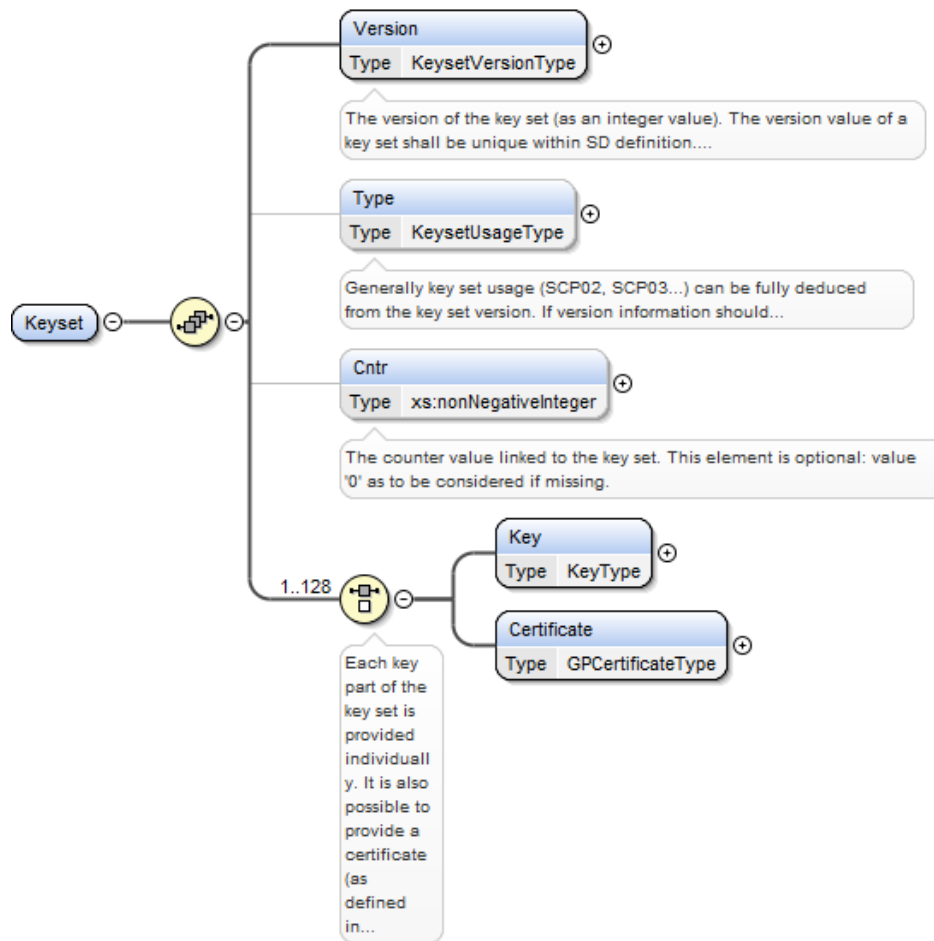 Version
Type KeysetVersionType
The version of the key set (as an integer value). The version value of a
key set shall be unique within SD definition....
Type
Type KeysetUsageType
Generally key set usage (SCP02, SCP03...) can be fully deduced
from the key set version. If version information should...
Keyset
Cntr
Type xs:nonNegativeInteger
The counter value linked to the key set. This element is optional: value
'0' as to be considered if missing.
1..128
Key
Type KeyType
Certificate
Type GPCertificateType
Each key
part of the
key set is
provided
individuall
y. It is also
possible to
provide a
certificate
(as
defined
in...